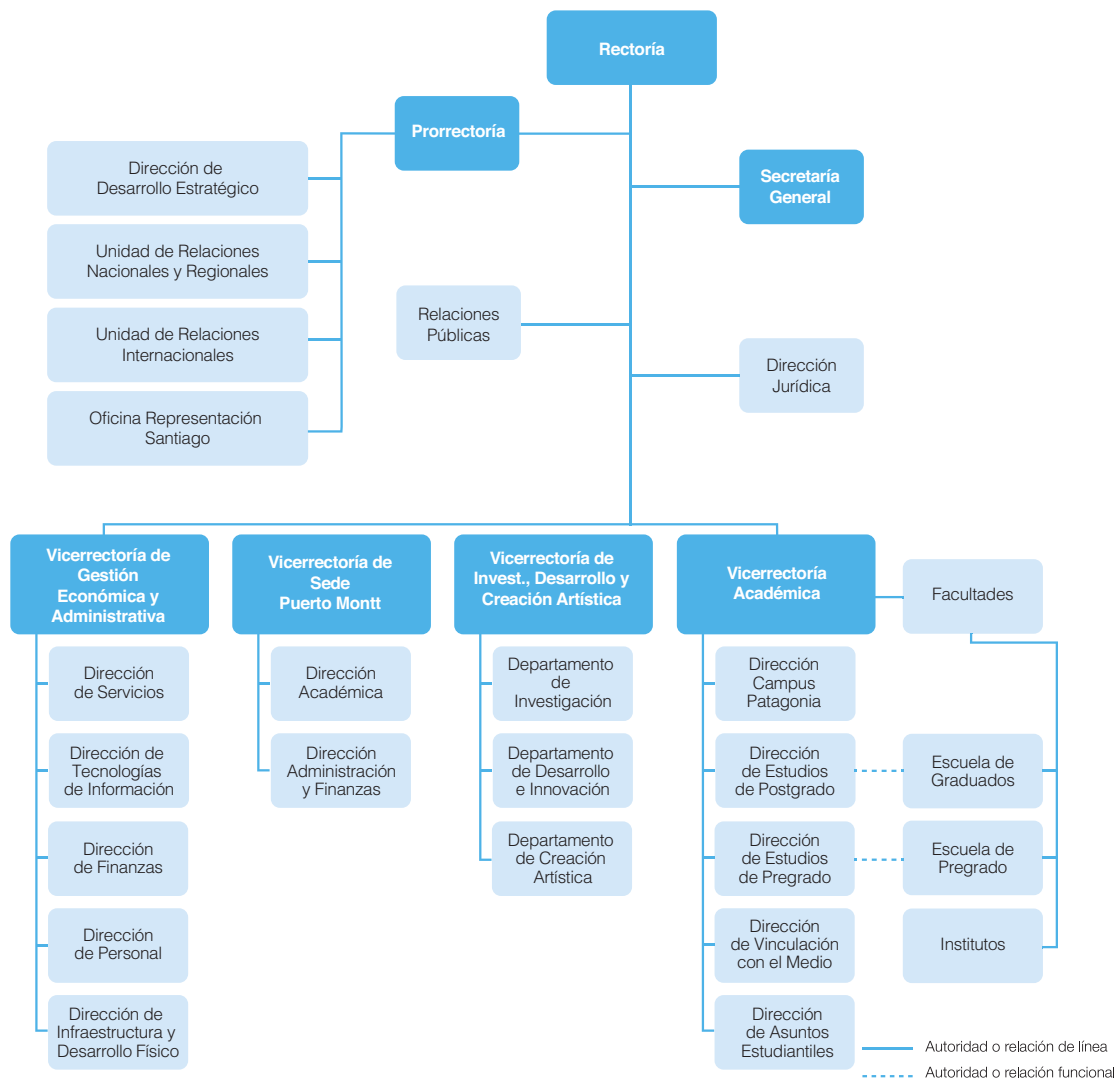 Rectoría
Prorrectoría
Secretaría
General
Dirección de
Desarrollo Estratégico
Unidad de Relaciones
Nacionales y Regionales
Unidad de Relaciones
Internacionales
Oficina Representación
Santiago
Relaciones
Públicas
Dirección
Jurídica
Vicerrectoría de
Gestión
Económica y
Administrativa
Dirección
de Servicios
Dirección de
Tecnologías
de Información
Dirección
de Finanzas
Dirección
de Personal
Dirección de
Infraestructura y
Desarrollo Físico
Vicerrectoría de
Sede
Puerto Montt
Dirección
Académica
Dirección
Administración
y Finanzas
Vicerrectoría de
Invest., Desarrollo y
Creación Artística
Departamento
de
Investigación
Departamento
de Desarrollo
e Innovación
Departamento
de Creación
Artística
Vicerrectoría
Académica
Dirección
Campus
Patagonia
Dirección
de Estudios
de Postgrado
Dirección
de Estudios
de Pregrado
Dirección
de Vinculación
con el Medio
Dirección
de Asuntos
Estudiantiles
Facultades
Escuela de
Graduados
Escuela de
Pregrado
Institutos
Autoridad o relación de línea
Autoridad o relación funcional